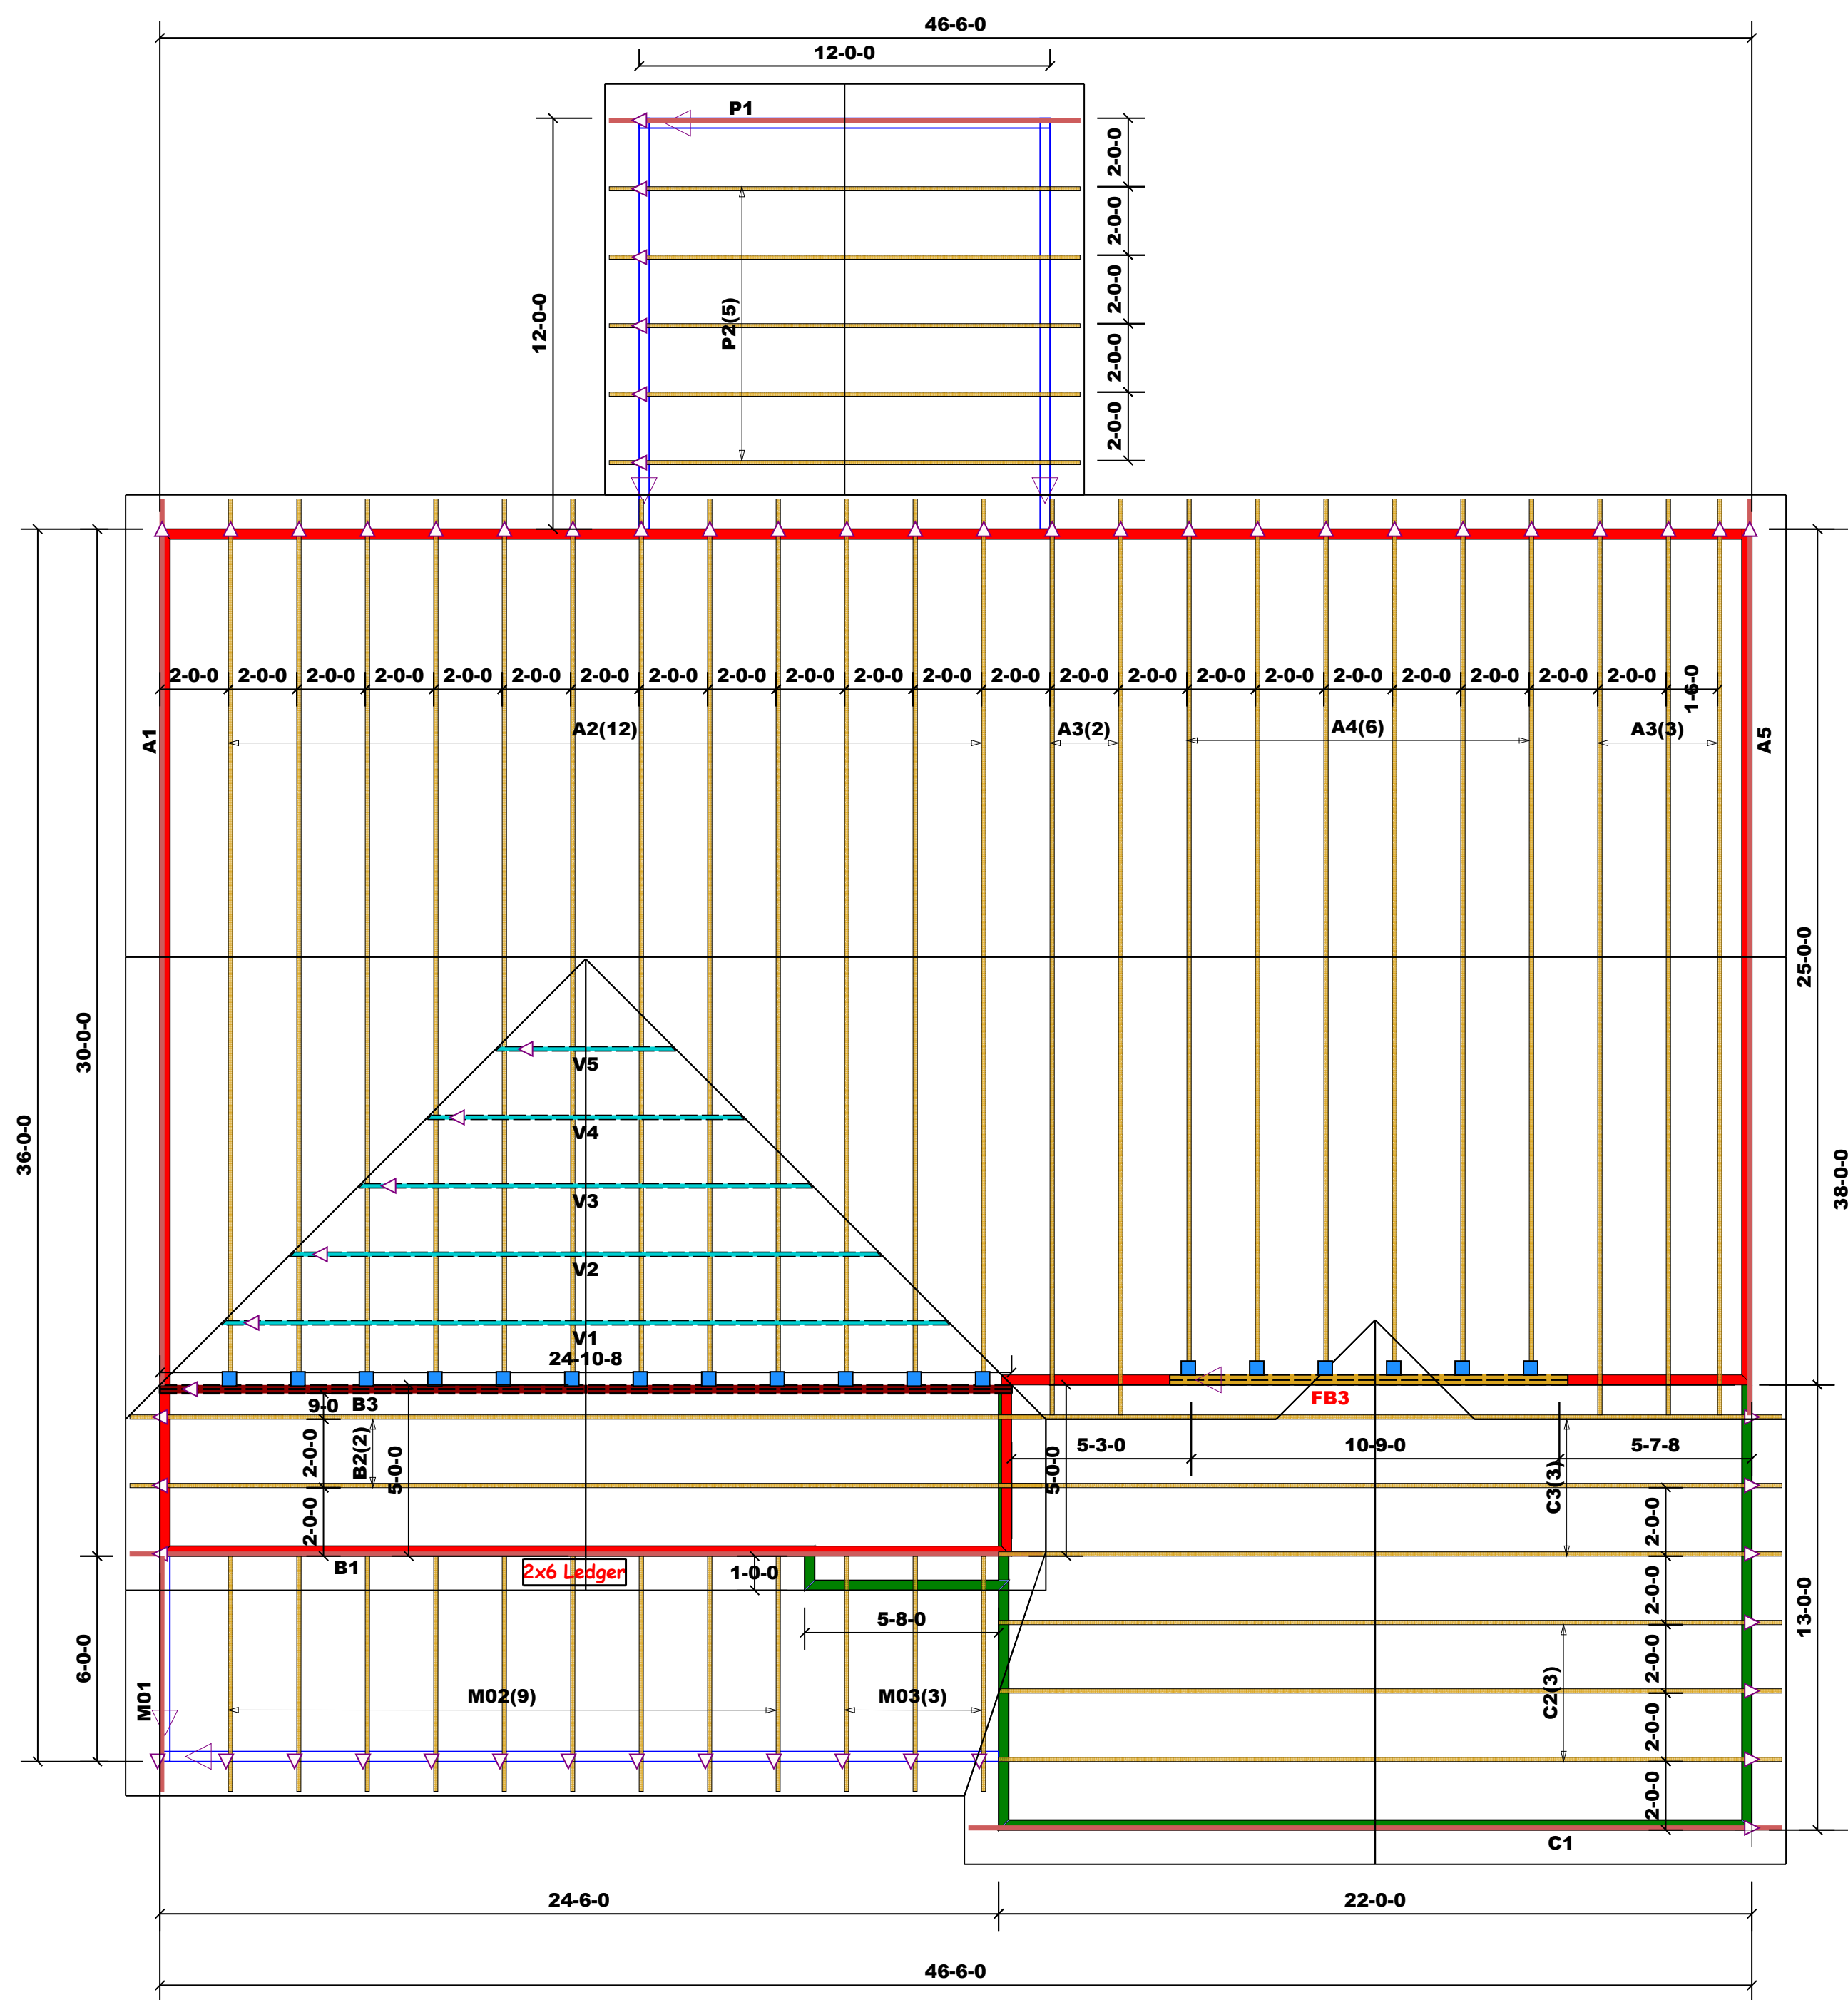 46-6-0
12-0-0
P1
2-0-0
2-0-0
2-0-0
2-0-0
2-0-0
12-0-0
P2(5)
2-0-0 2-0-0 2-0-0 2-0-0 2-0-0 2-0-0 2-0-0 2-0-0 2-0-0 2-0-0 2-0-0 2-0-0 2-0-0 2-0-0 2-0-0 2-0-0 2-0-0 2-0-0 2-0-0 2-0-0 2-0-0 2-0-0 1-6-0
A1
A2(12)
A3(2)
A4(6)
A3(3)
A5
25-0-0
30-0-0
36-0-0
38-0-0
V5
V4
V3
V2
V1
24-10-8
9-0
B3
FB3
B2(2)
2-0-0
2-0-0
5-0-0
5-0-0
5-3-0
10-9-0
5-7-8
C3(3)
2-0-0
2-0-0
2-0-0
2-0-0
2-0-0
B1
2x6 Ledger
1-0-0
5-8-0
13-0-0
6-0-0
M01
M02(9)
M03(3)
C2(3)
C1
24-6-0
22-0-0
46-6-0